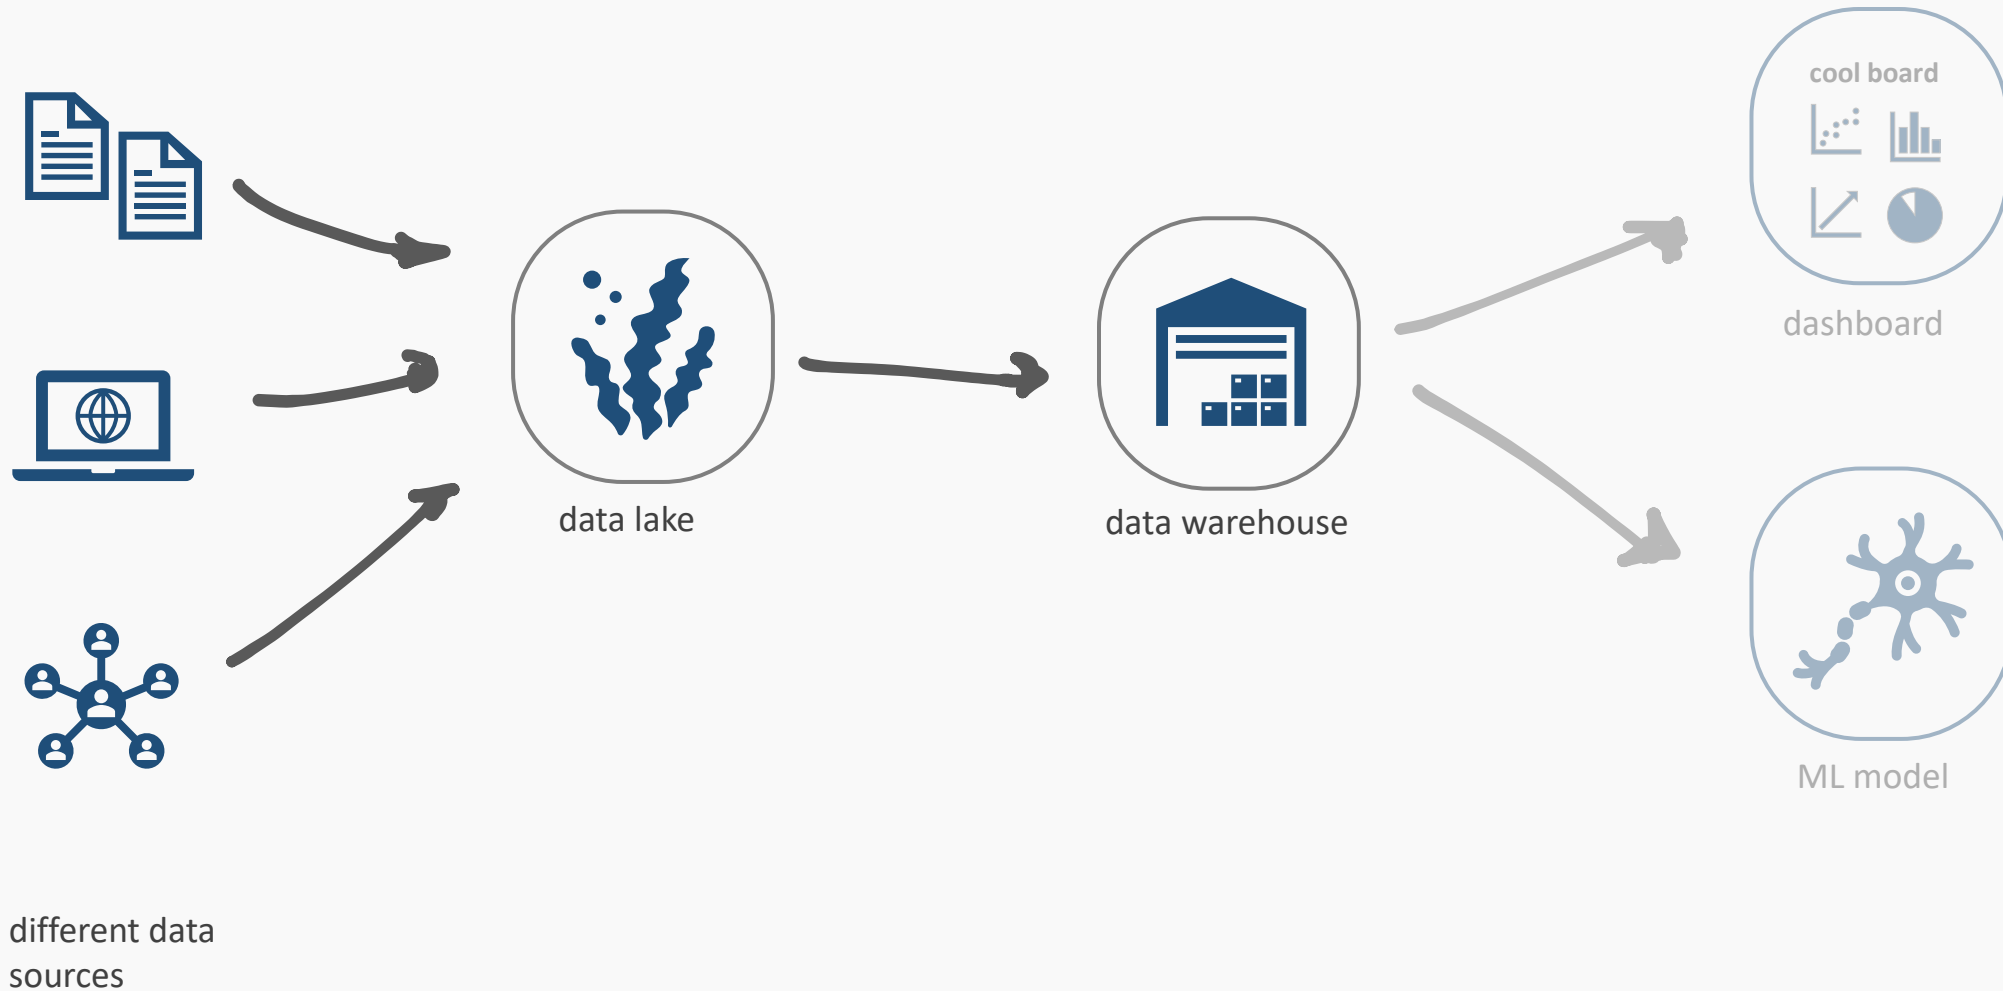 cool board
dashboard
data lake
data warehouse
ML model
different data
sources